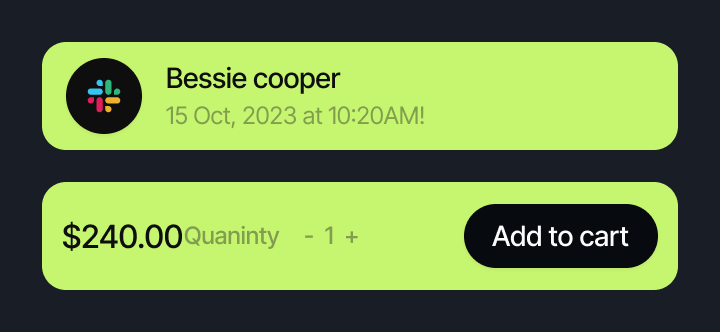 Bessie cooper
15 Oct, 2023 at 10:20AM!
$240.00 Quaninty - 1 + Add to cart